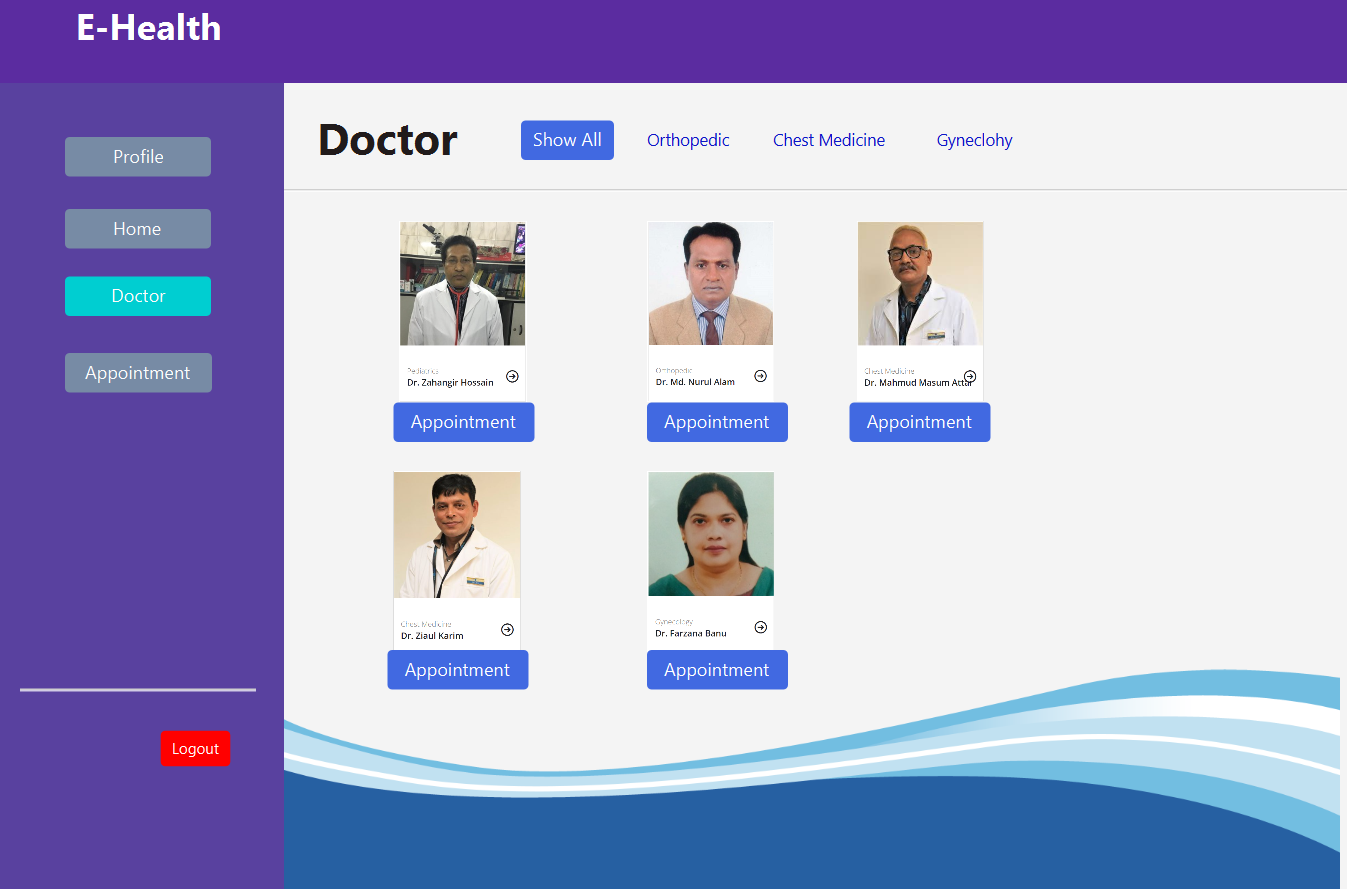 E-Health
Profile
Home
Doctor
Appointment
Logout
Doctor
Show All
Orthopedic
Chest Medicine
Gyneclohy
Pediatrics
Dr. Zahangir Hossain
Appointment
Orthopedic
Dr. Md. Nurul Alam
Appointment
Chest Medicine
Dr. Mahmud Masum Attar
Appointment
Chest Medicine
Dr. Ziaul Karim
Appointment
Gynecology
Dr. Farzana Banu
Appointment